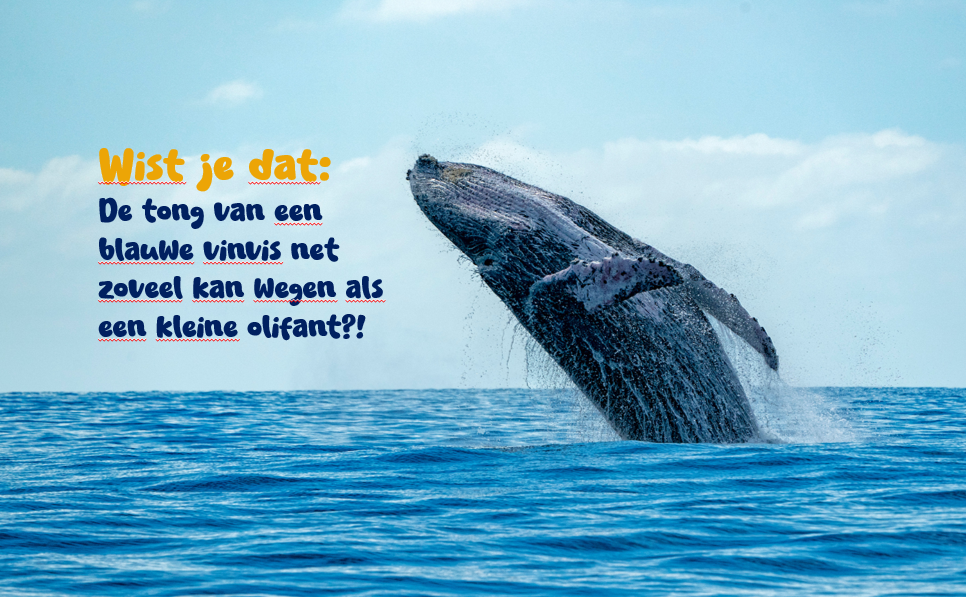 Wist je dat:
De tong van een
blauwe vinvis net
zoveel kan wegen als
een kleine olifant?!